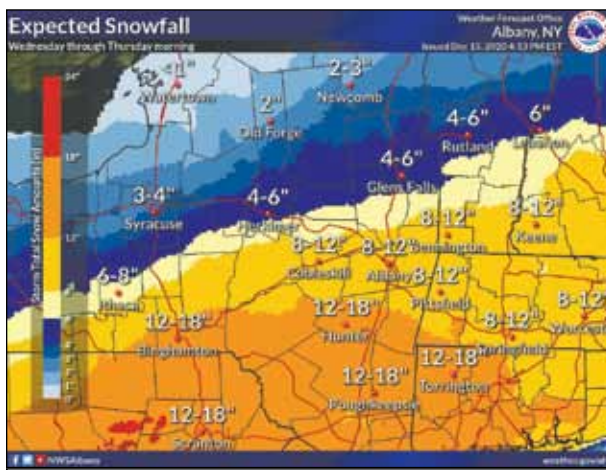 Expected Snowfall
Wednesday through Thursday morning
Weather Forecast Office
Albany, NY
Issued Dec 15, 2020 4:13 PM EST
Storm Total Snow Amounts (in)
24"
18"
12"
<1"
Watertown
2-3"
Newcomb
2"
Old Forge
4-6"
Rutland
6"
Lebanon
4-6"
Glens Falls
3-4"
Syracuse
4-6"
Herkimer
8-12"
Bennington
8-12"
Keene
8-12"
Cobleskill
8-12"
Albany
6-8"
Ithaca
8-12"
Pittsfield
8-12"
Worcester
12-18"
Binghamton
12-18"
Hunter
8-12"
Springfield
12-18"
Poughkeepsie
12-18"
Torrington
12-18"
Scranton
NWSAlbany